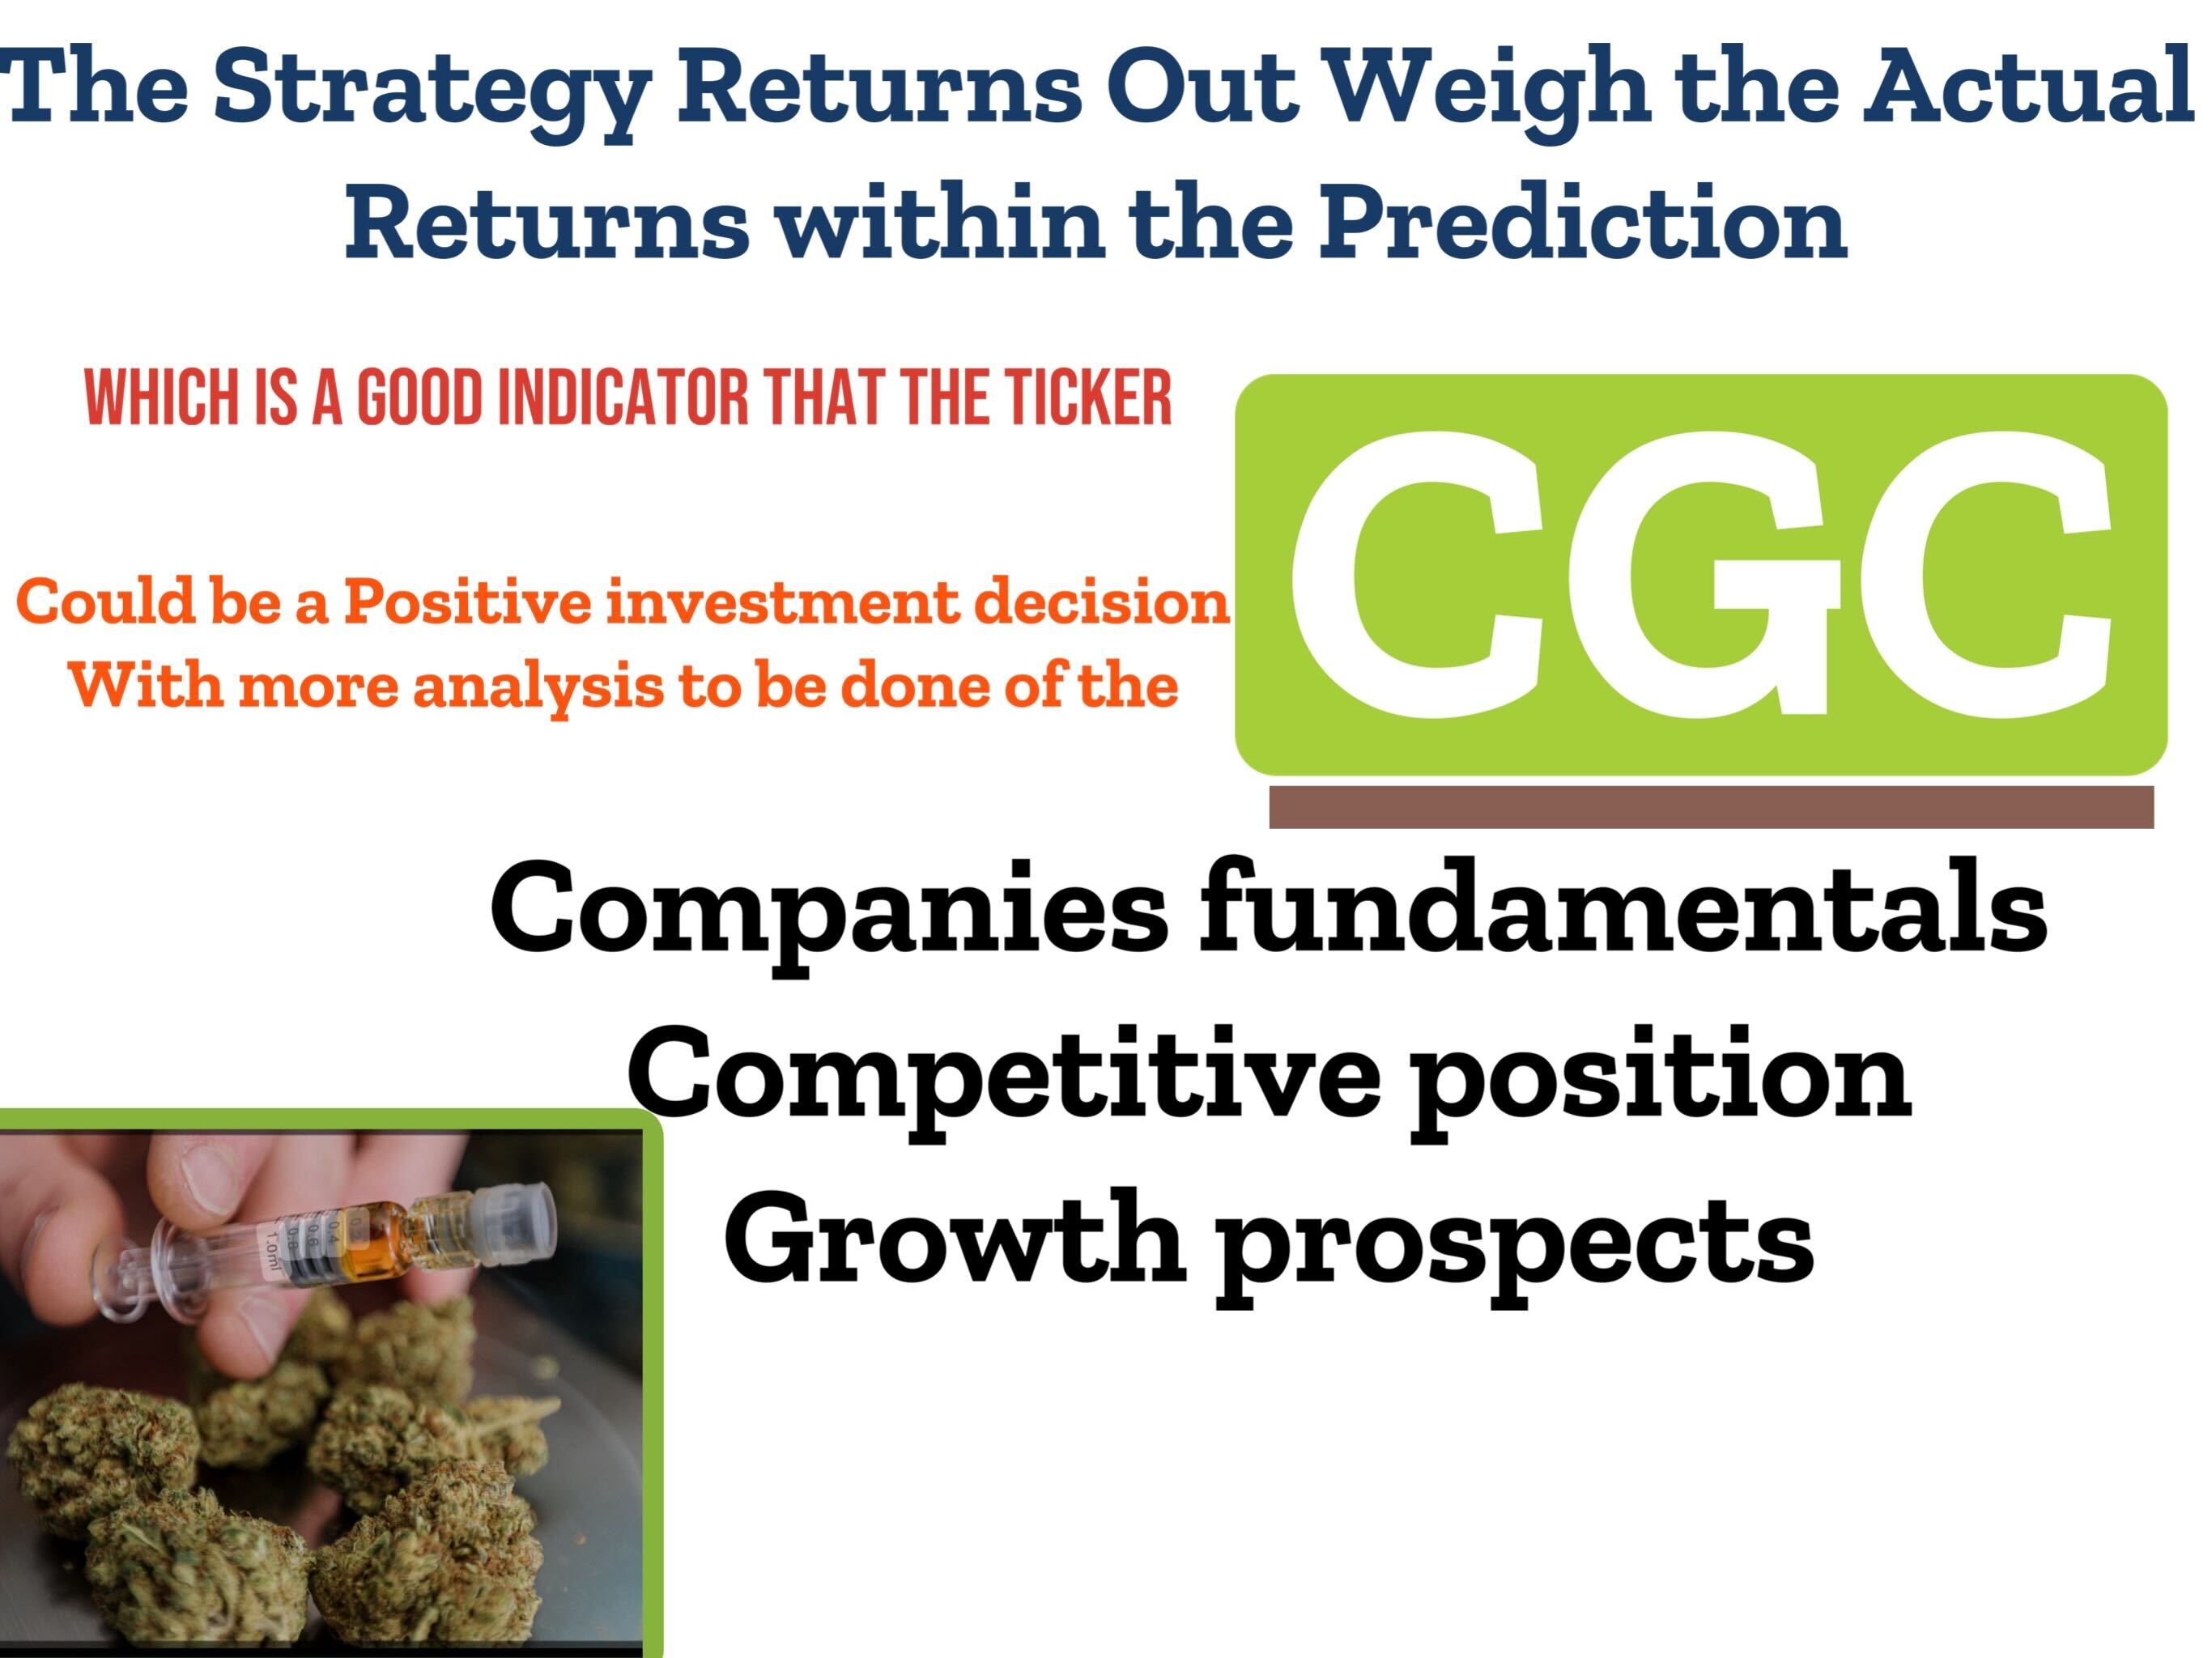 The Strategy Returns Out Weigh the Actual
Returns within the Prediction
WHICH IS A GOOD INDICATOR THAT THE TICKER
CGC
Could be a Positive investment decision
With more analysis to be done of the
Companies fundamentals
Competitive position
Growth prospects
1.0ml
0.8
0.6
0.4